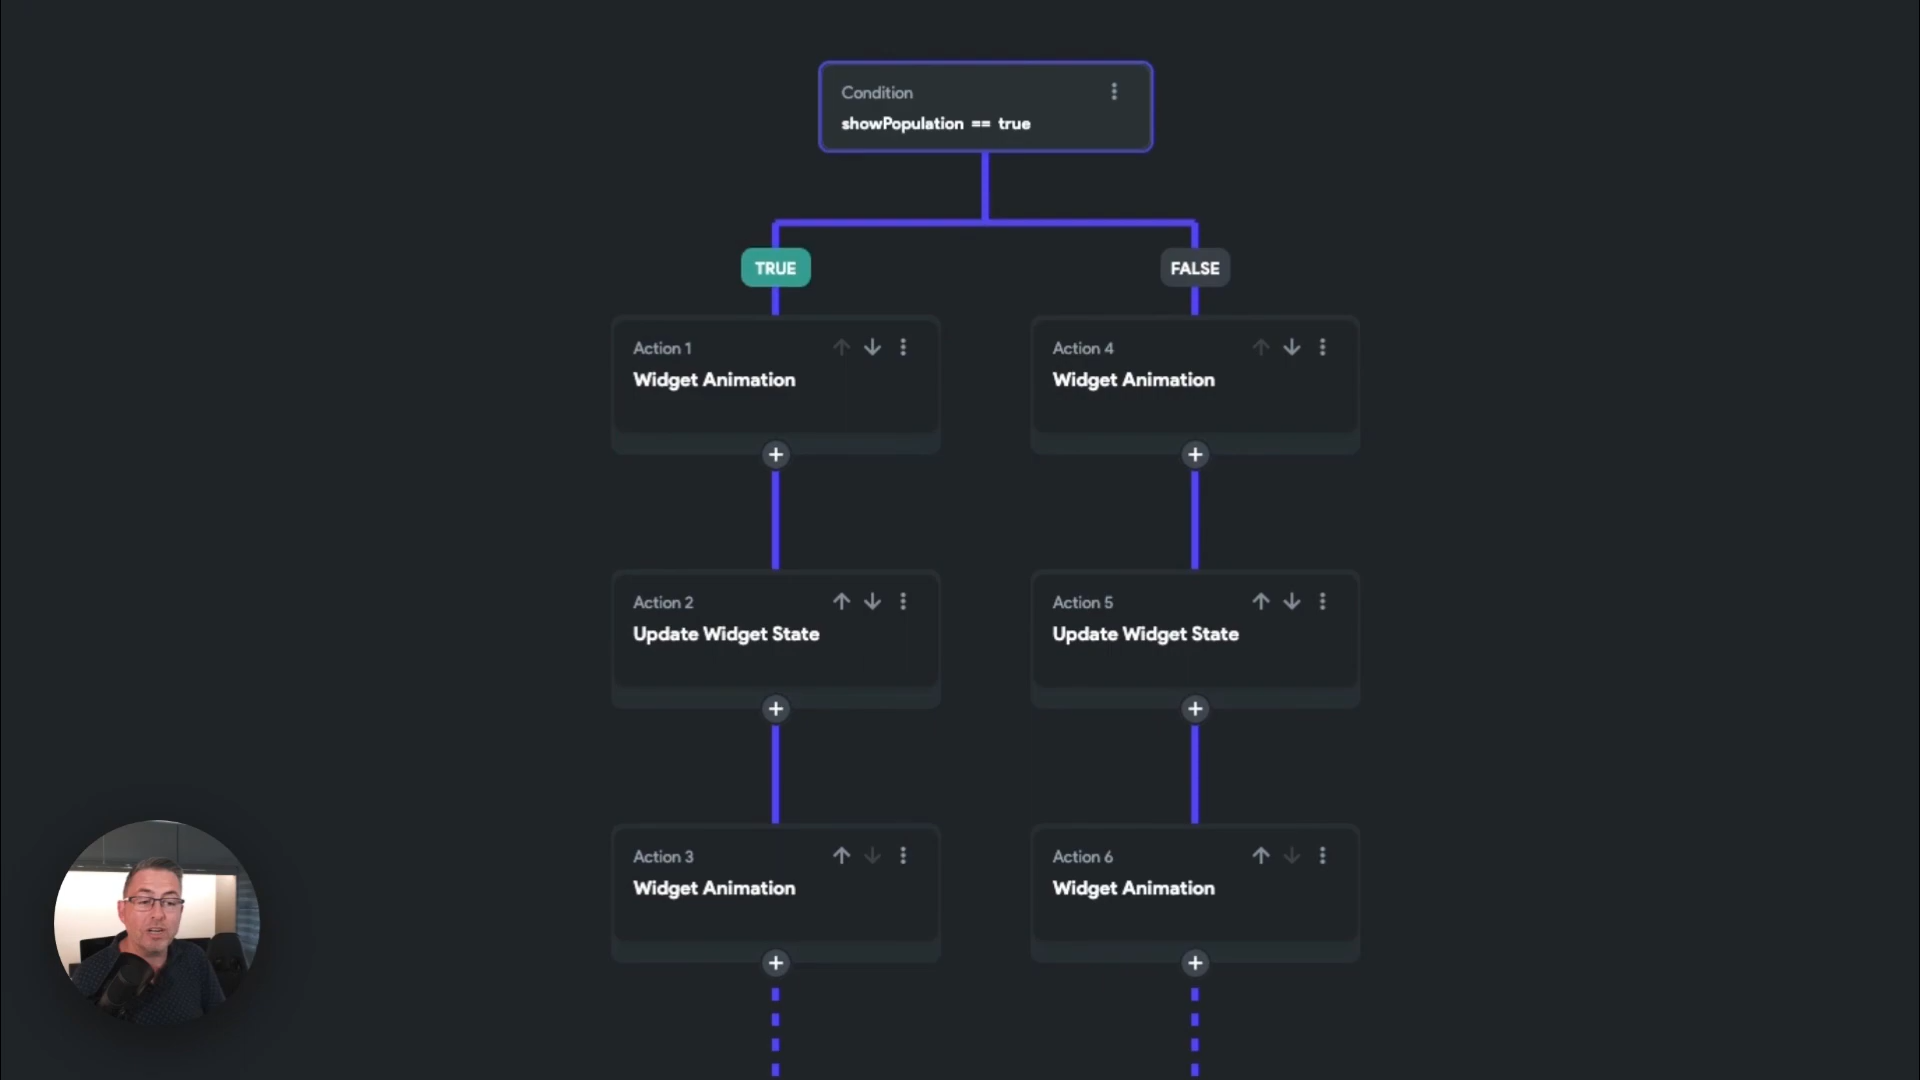 Condition
showPopulation == true
TRUE
FALSE
Action 1
Widget Animation
Action 4
Widget Animation
Action 2
Update Widget State
Action 5
Update Widget State
Action 3
Widget Animation
Action 6
Widget Animation